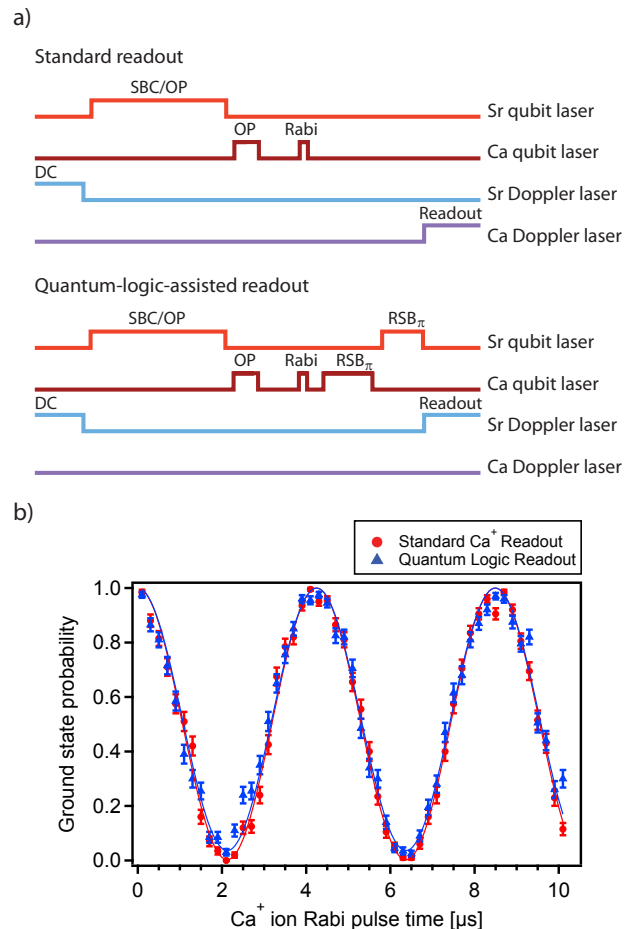 a)
Standard readout
SBC/OP
Sr qubit laser
OP Rabi
Ca qubit laser
DC
Sr Doppler laser
Readout
Ca Doppler laser
Quantum-logic-assisted readout
SBC/OP RSBπ
Sr qubit laser
OP Rabi RSBπ
Ca qubit laser
DC Readout
Sr Doppler laser
Ca Doppler laser
b)
Standard Ca⁺ Readout
Quantum Logic Readout
Ground state probability
1.0
0.8
0.6
0.4
0.2
0.0
0 2 4 6 8 10
Ca⁺ ion Rabi pulse time [µs]